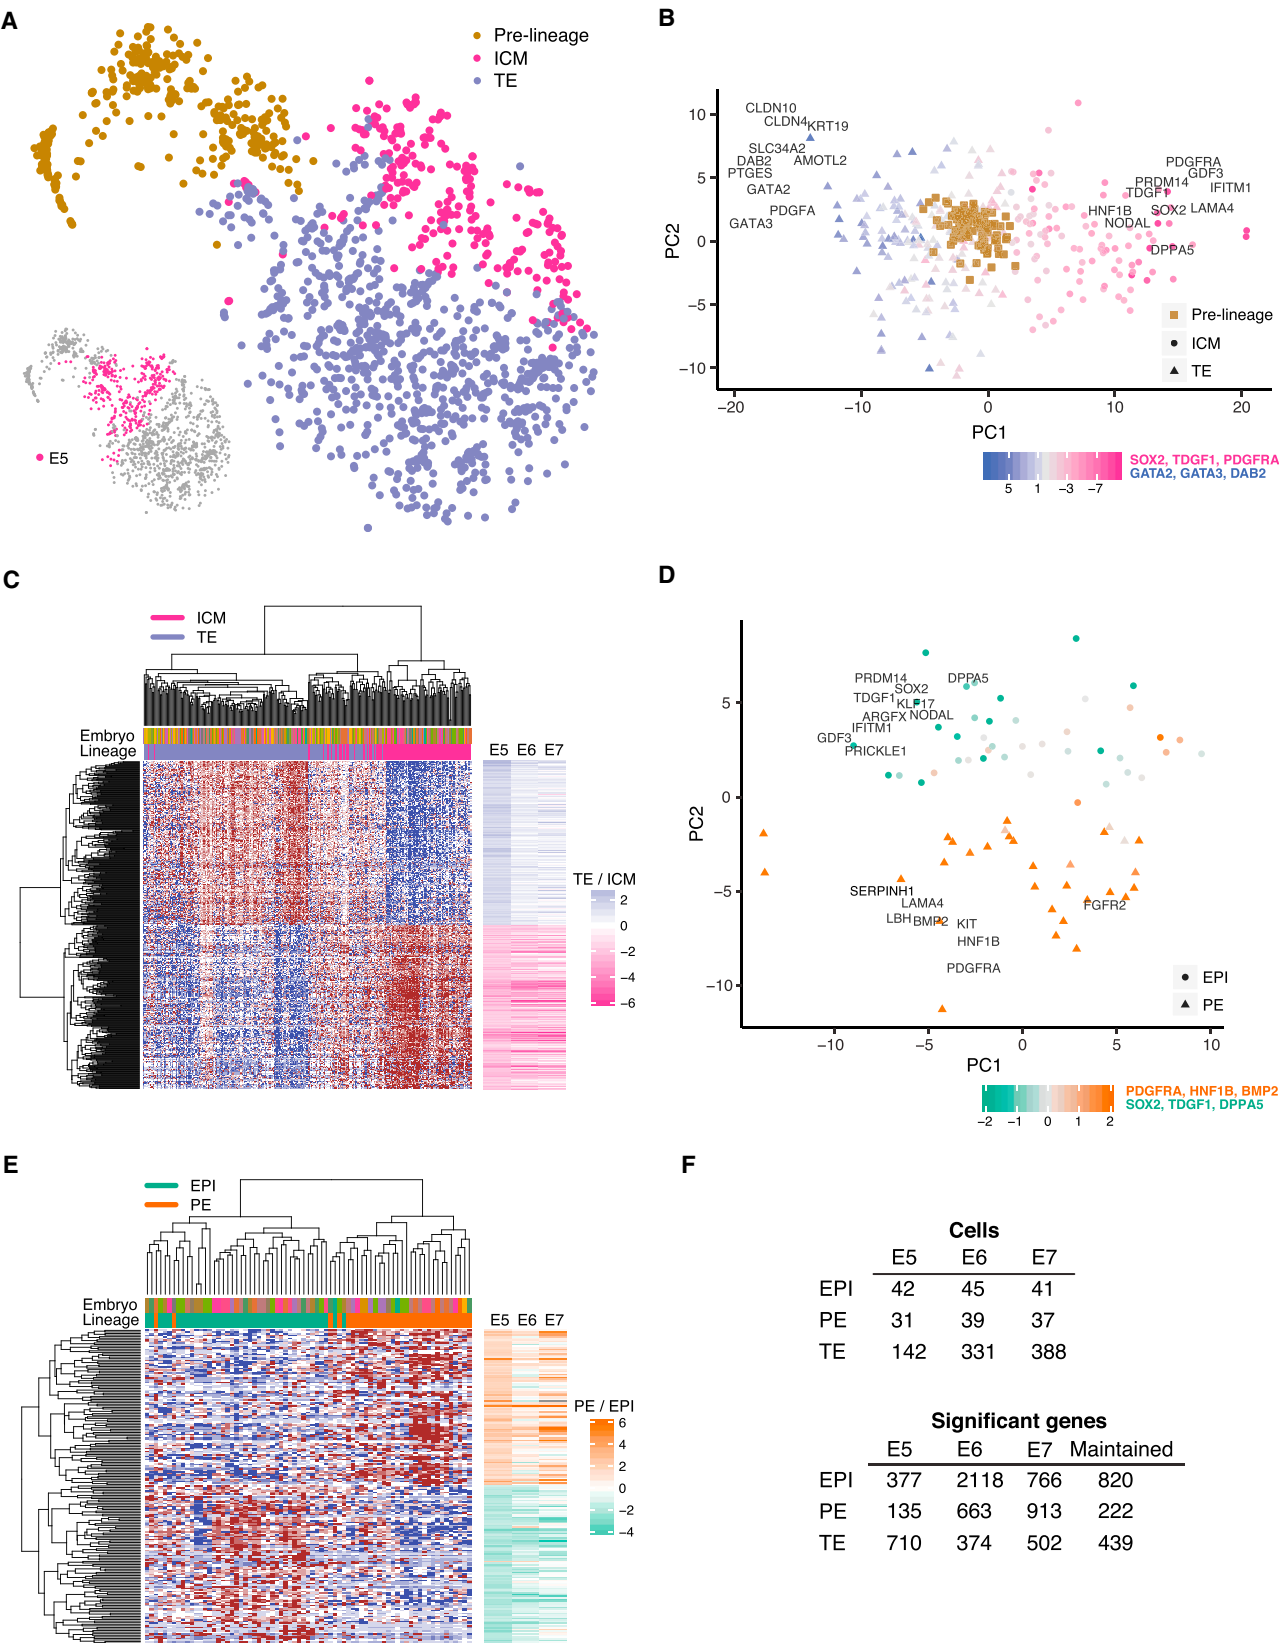 A
Pre-lineage
ICM
TE
E5
B
PC2
10
5
0
−5
−10
−20
−10
0
10
20
PC1
CLDN10
CLDN4
KRT19
SLC34A2
DAB2
AMOTL2
PTGES
GATA2
PDGFA
GATA3
PDGFRA
GDF3
PRDM14
IFITM1
TDGF1
HNF1B
SOX2
LAMA4
NODAL
DPPA5
Pre-lineage
ICM
TE
5 1 −3 −7
SOX2, TDGF1, PDGFRA
GATA2, GATA3, DAB2
C
ICM
TE
Embryo
Lineage
E5 E6 E7
TE / ICM
2
0
−2
−4
−6
D
PC2
5
0
−5
−10
−10
−5
0
5
10
PC1
PRDM14
DPPA5
SOX2
TDGF1
KLF17
ARGFX
NODAL
IFITM1
GDF3
PRICKLE1
SERPINH1
LAMA4
FGFR2
LBH
BMP2
KIT
HNF1B
PDGFRA
EPI
PE
−2 −1 0 1 2
PDGFRA, HNF1B, BMP2
SOX2, TDGF1, DPPA5
E
EPI
PE
Embryo
Lineage
E5 E6 E7
PE / EPI
6
4
2
0
−2
−4
F
Cells
E5 E6 E7
EPI 42 45 41
PE 31 39 37
TE 142 331 388
Significant genes
E5 E6 E7 Maintained
EPI 377 2118 766 820
PE 135 663 913 222
TE 710 374 502 439